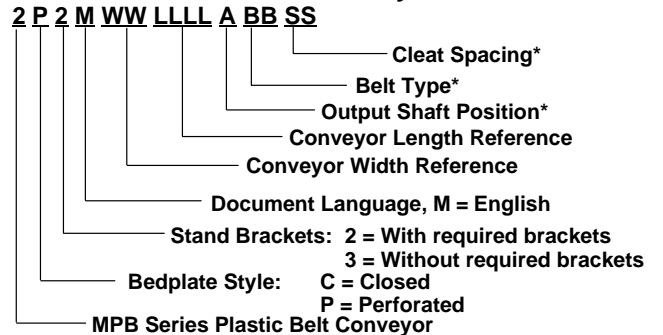 2 P 2 M WW LLLL A BB SS
Cleat Spacing*
Belt Type*
Output Shaft Position*
Conveyor Length Reference
Conveyor Width Reference
Document Language, M = English
Stand Brackets: 2 = With required brackets
3 = Without required brackets
Bedplate Style: C = Closed
P = Perforated
MPB Series Plastic Belt Conveyor